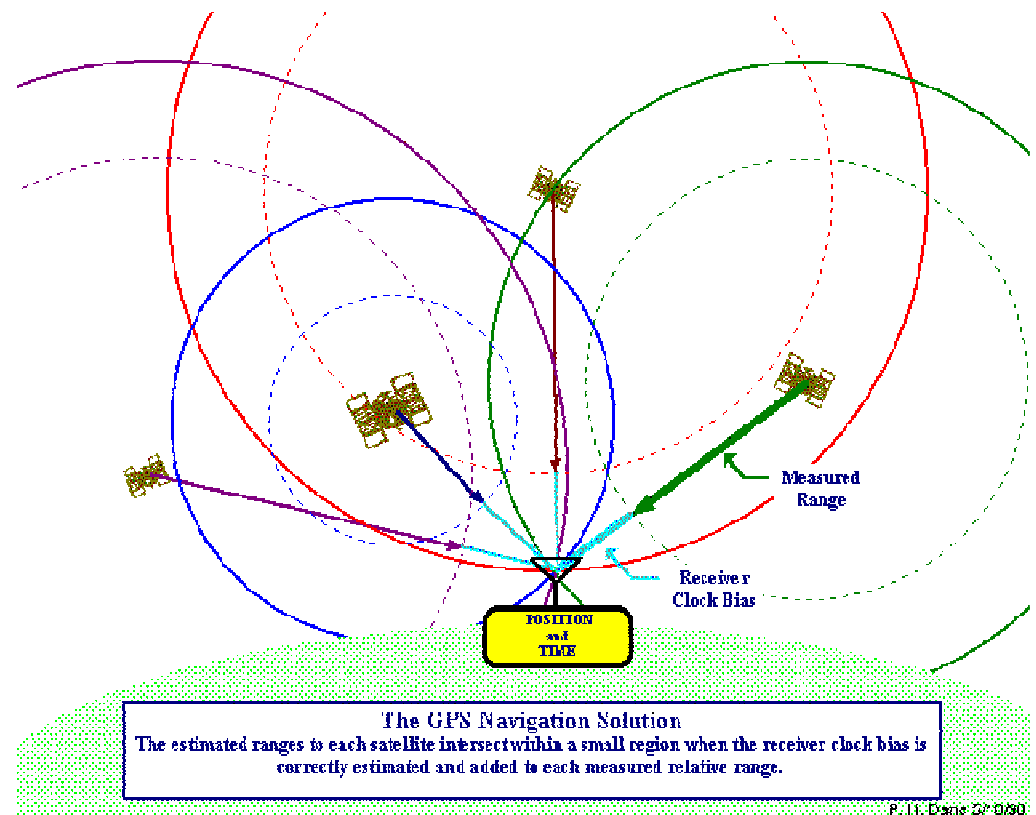 Measured
Range
Receiver
Clock Bias
POSITION
and
TIME
The GPS Navigation Solution
The estimated ranges to each satellite intersect within a small region when the receiver clock bias is
correctly estimated and added to each measured relative range.
P. H. Dana